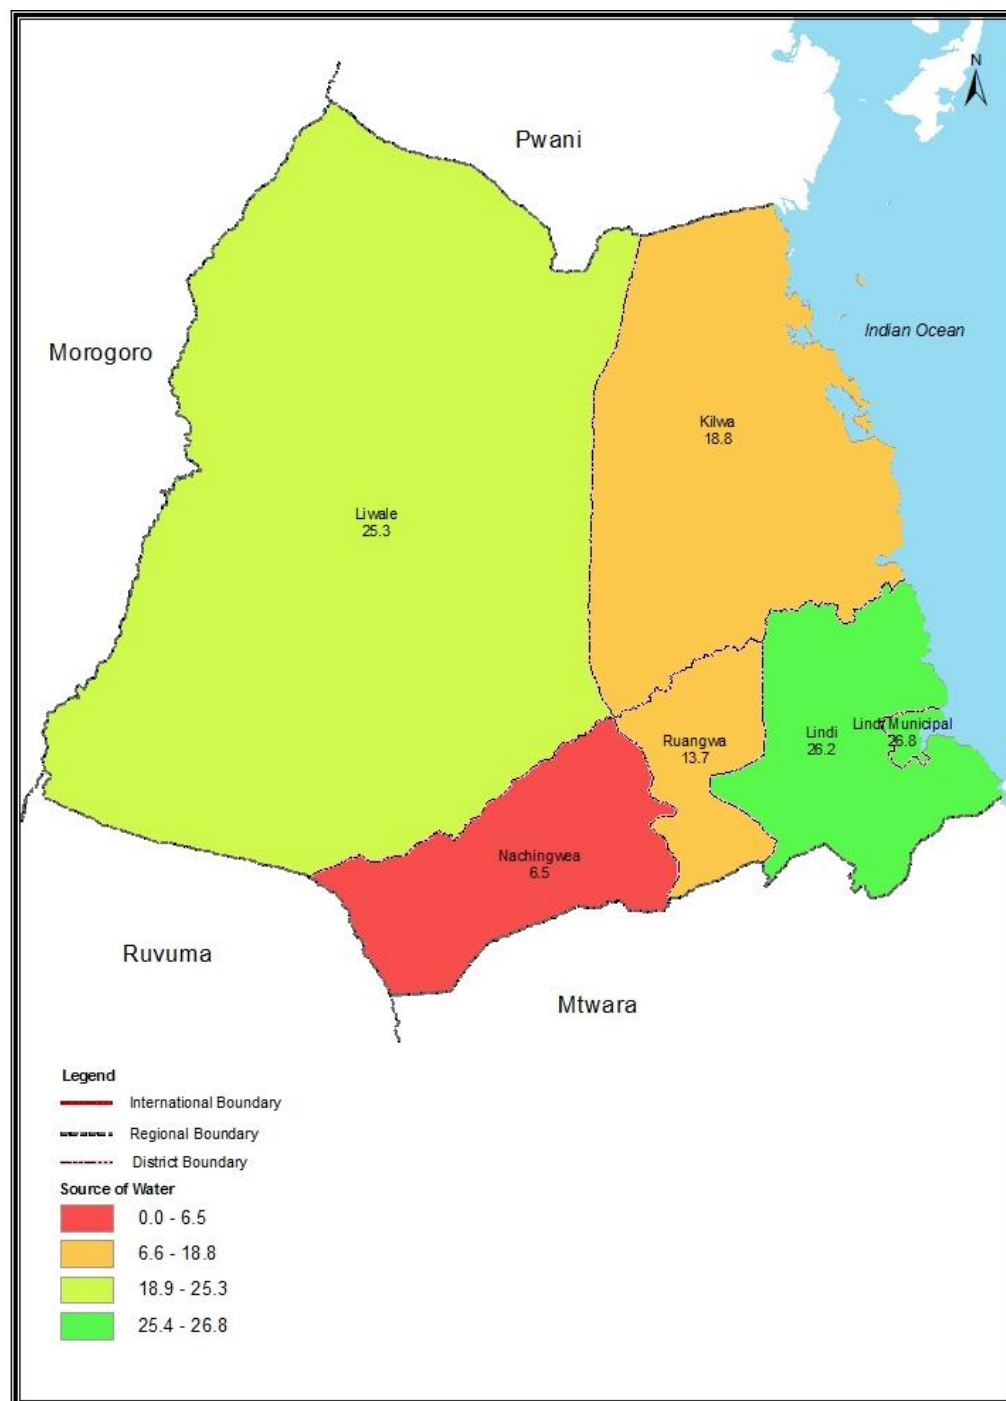 N
Pwani
Indian Ocean
Morogoro
Kilwa
18.8
Liwale
25.3
Lindi Municipal
26.8
Lindi
26.2
Ruangwa
13.7
Nachingwea
6.5
Ruvuma
Mtwara
Legend
International Boundary
Regional Boundary
District Boundary
Source of Water
0.0 - 6.5
6.6 - 18.8
18.9 - 25.3
25.4 - 26.8